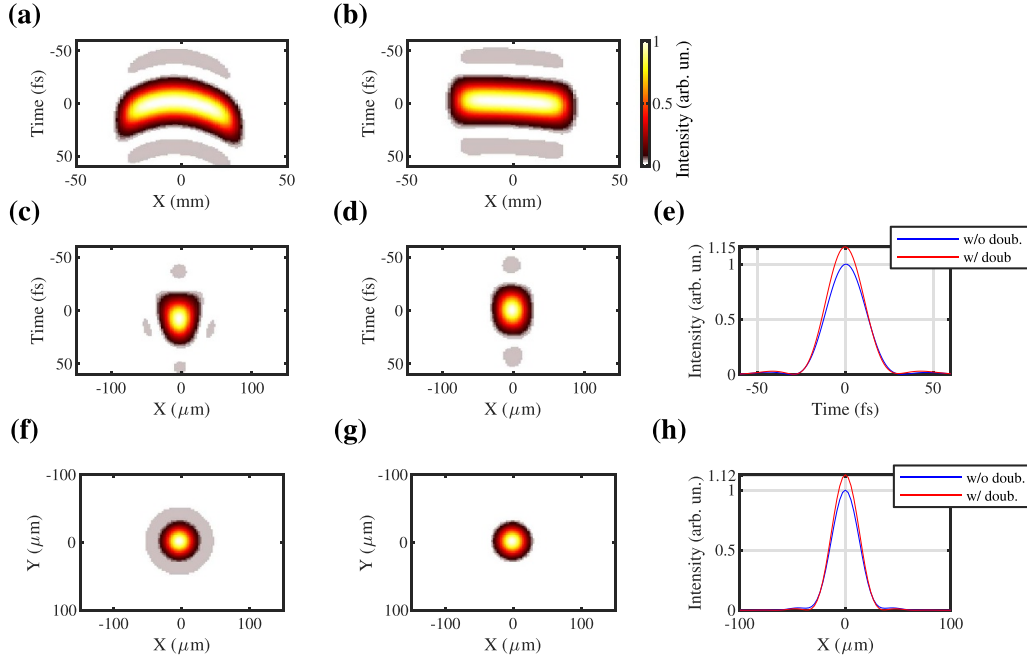 (a)
-50
0
50
Time (fs)
-50
0
50
X (mm)
(b)
-50
0
50
Time (fs)
-50
0
50
X (mm)
1
0.5
0
Intensity (arb. un.)
(c)
-50
0
50
Time (fs)
-100
0
100
X (μm)
(d)
-50
0
50
Time (fs)
-100
0
100
X (μm)
(e)
1.15
1
0.5
0
Intensity (arb. un.)
-50
0
50
Time (fs)
w/o doub.
w/ doub
(f)
-100
0
100
Y (μm)
-100
0
100
X (μm)
(g)
-100
0
100
Y (μm)
-100
0
100
X (μm)
(h)
1.12
1
0.5
0
Intensity (arb. un.)
-100
0
100
X (μm)
w/o doub.
w/ doub.